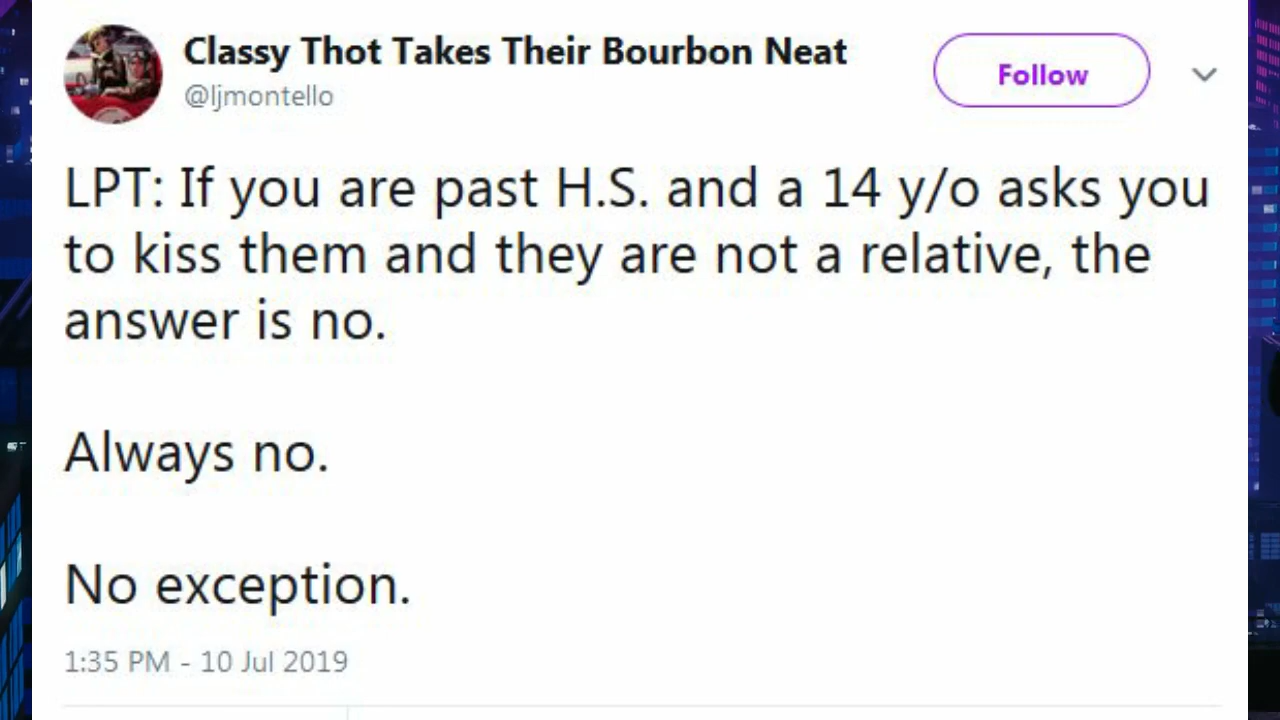 Classy Thot Takes Their Bourbon Neat
@ljmontello
Follow
LPT: If you are past H.S. and a 14 y/o asks you
to kiss them and they are not a relative, the
answer is no.
Always no.
No exception.
1:35 PM - 10 Jul 2019